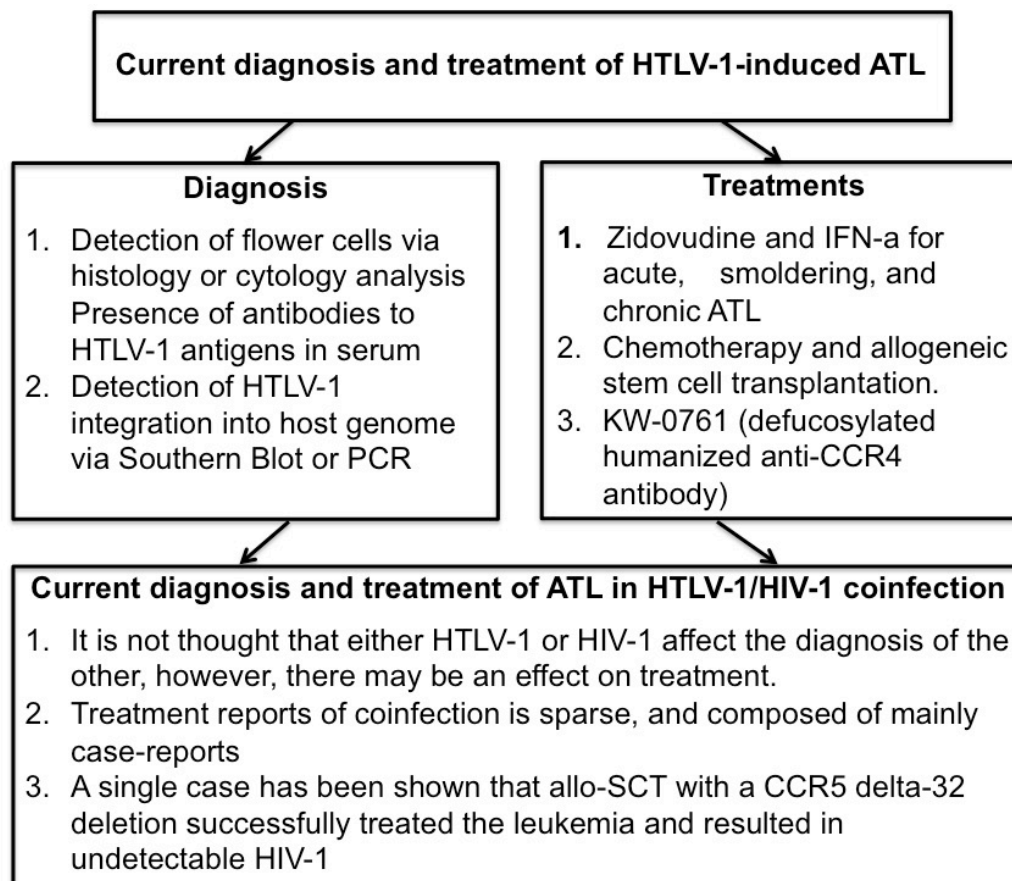 Current diagnosis and treatment of HTLV-1-induced ATL
Diagnosis
1. Detection of flower cells via
histology or cytology analysis
Presence of antibodies to
HTLV-1 antigens in serum
2. Detection of HTLV-1
integration into host genome
via Southern Blot or PCR
Treatments
1. Zidovudine and IFN-a for
acute, smoldering, and
chronic ATL
2. Chemotherapy and allogeneic
stem cell transplantation.
3. KW-0761 (defucosylated
humanized anti-CCR4
antibody)
Current diagnosis and treatment of ATL in HTLV-1/HIV-1 coinfection
1. It is not thought that either HTLV-1 or HIV-1 affect the diagnosis of the
other, however, there may be an effect on treatment.
2. Treatment reports of coinfection is sparse, and composed of mainly
case-reports
3. A single case has been shown that allo-SCT with a CCR5 delta-32
deletion successfully treated the leukemia and resulted in
undetectable HIV-1